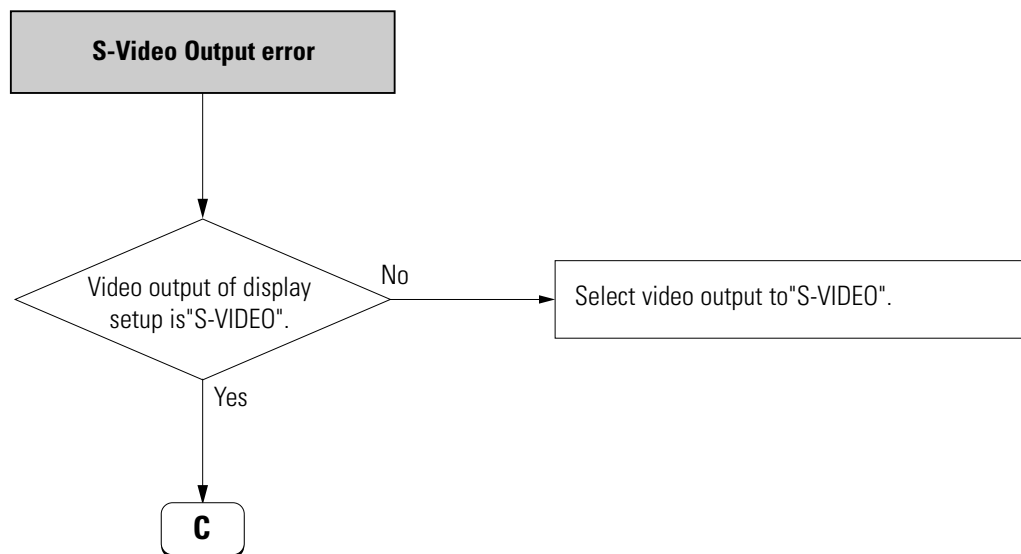 S-Video Output error
Video output of display
setup is"S-VIDEO".
No
Select video output to"S-VIDEO".
Yes
C